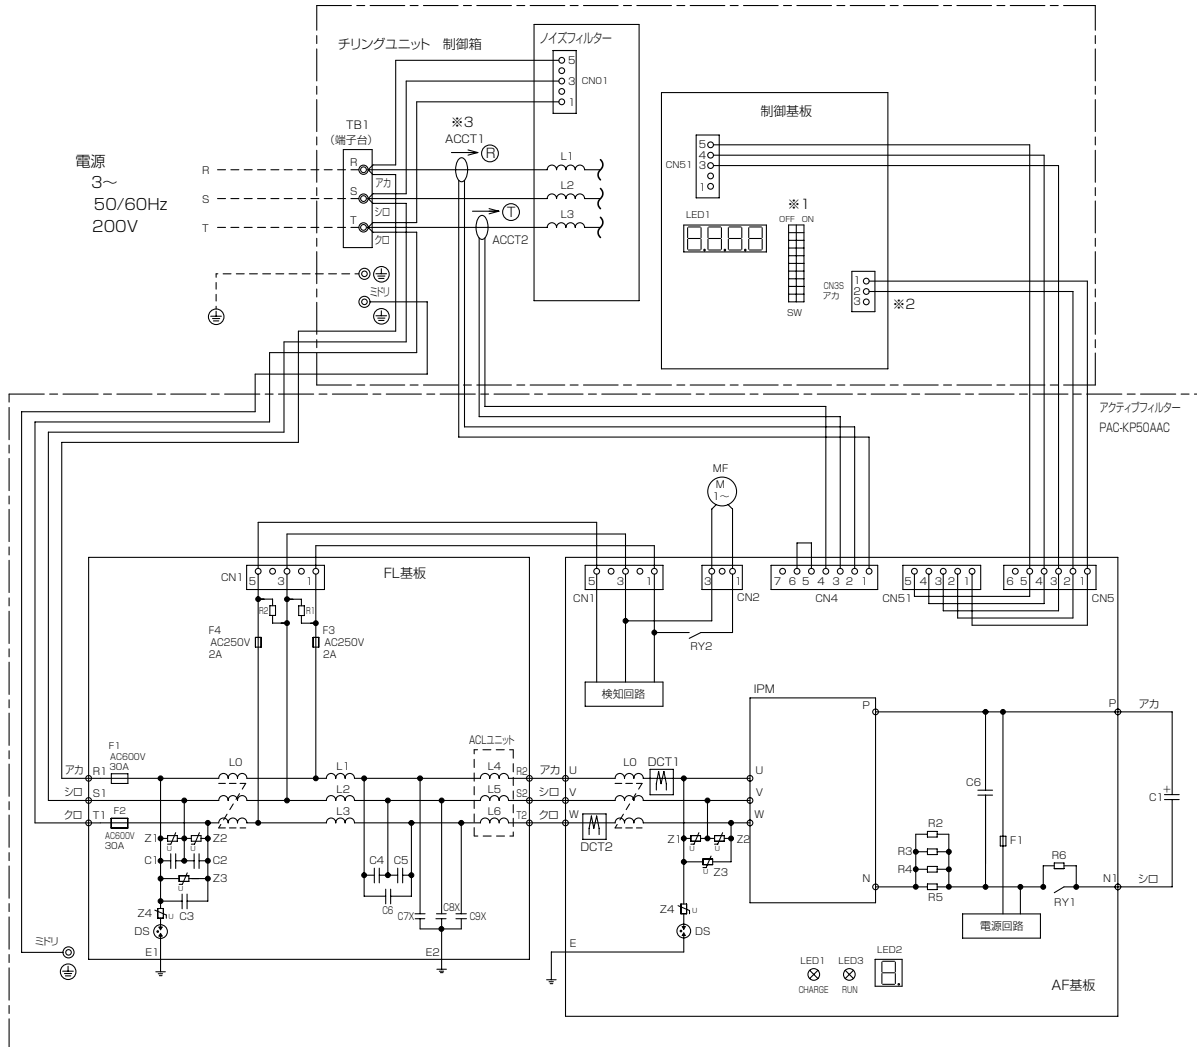 チリングユニット 制御箱
ノイズフィルター
5
3
1
CN01
制御基板
電源
3～
50/60Hz
200V
R
S
T
TB1
(端子台)
R
S
T
アカ
シロ
クロ
ミドリ
※3
ACCT1
R
T
ACCT2
L1
L2
L3
CN51
5
4
3
1
LED1
※1
OFF ON
SW
CN3S
アカ
1
2
3
※2
アクティブフィルター
PAC-KP50AAC
MF
M
1～
FL基板
CN1
5
3
1
R2
R1
F4
AC250V
2A
F3
AC250V
2A
CN1
5
3
1
CN2
3
1
RY2
検知回路
CN4
7 6 5 4 3 2 1
CN51
5 4 3 2 1
CN5
6 5 4 3 2 1
IPM
P
P
アカ
F1
AC600V
30A
アカ
R1
シロ
S1
クロ
T1
F2
AC600V
30A
L0
L1
L2
L3
ACLユニット
L4
L5
L6
R2
S2
T2
アカ
シロ
クロ
U
V
W
L0
DCT1
DCT2
U
V
W
Z1
U
Z2
U
C1
C2
Z3
U
C3
Z4
U
DS
E1
C4
C5
C6
C7X
C8X
C9X
E2
Z1
U
Z2
U
Z3
U
Z4
U
DS
E
N
R2
R3
R4
R5
C6
F1
R6
RY1
N1
シロ
C1
+
電源回路
LED1
CHARGE
LED3
RUN
LED2
AF基板
ミドリ